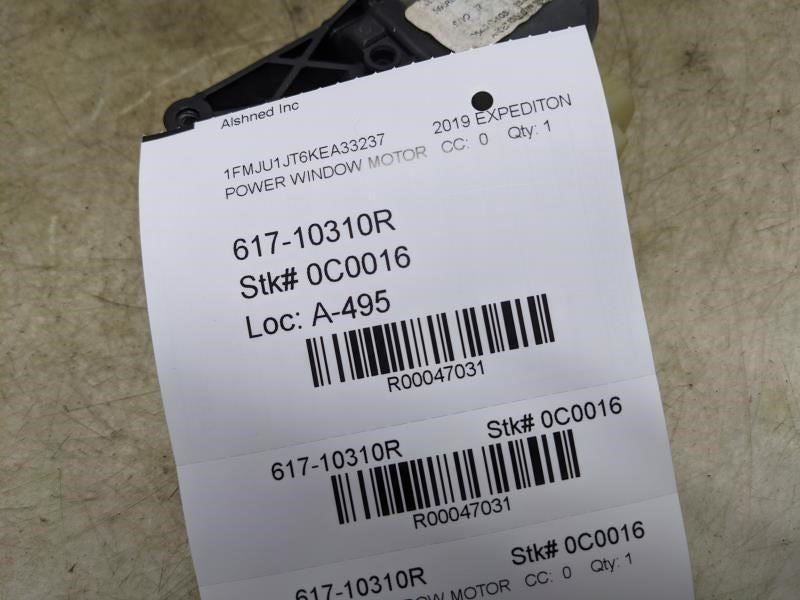 Alshned Inc
1FMJU1JT6KEA33237 2019 EXPEDITON
POWER WINDOW MOTOR CC: 0 Qty: 1
617-10310R
Stk# 0C0016
Loc: A-495
R00047031
617-10310R Stk# 0C0016
R00047031
617-10310R Stk# 0C0016
WINDOW MOTOR CC: 0 Qty: 1